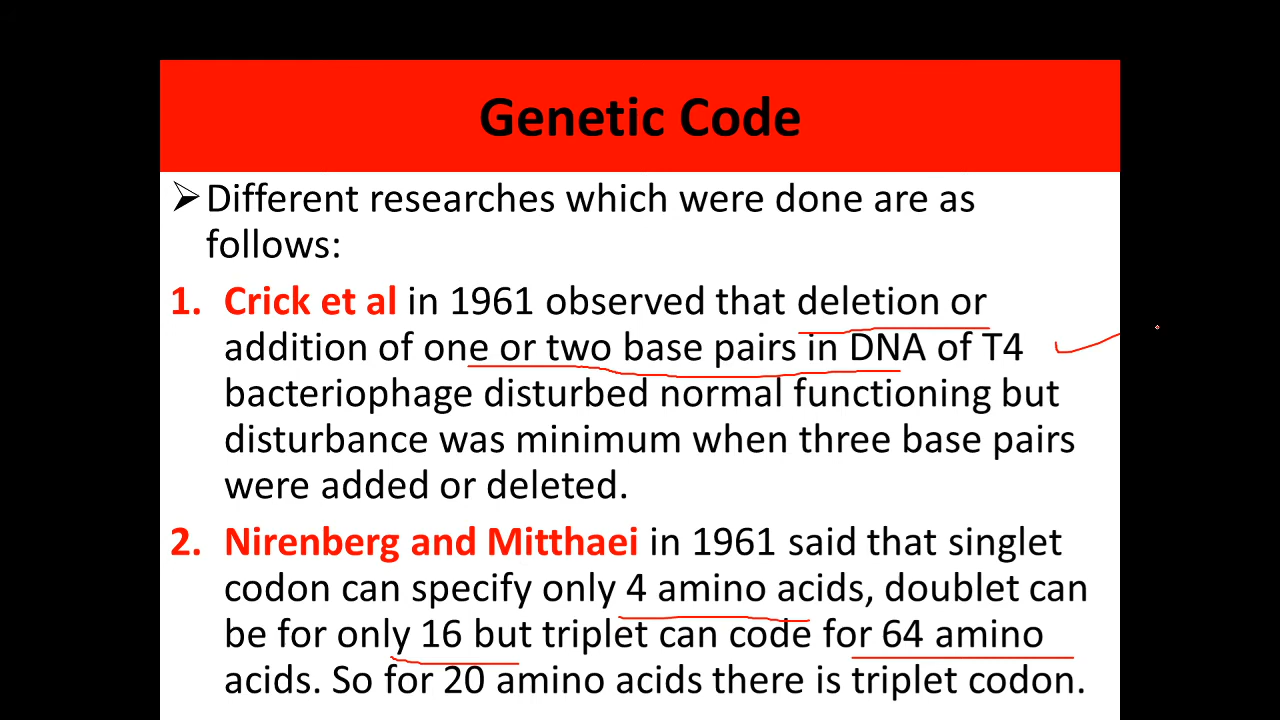 Genetic Code
➢Different researches which were done are as
follows:
1. Crick et al in 1961 observed that deletion or
addition of one or two base pairs in DNA of T4
bacteriophage disturbed normal functioning but
disturbance was minimum when three base pairs
were added or deleted.
2. Nirenberg and Mitthaei in 1961 said that singlet
codon can specify only 4 amino acids, doublet can
be for only 16 but triplet can code for 64 amino
acids. So for 20 amino acids there is triplet codon.